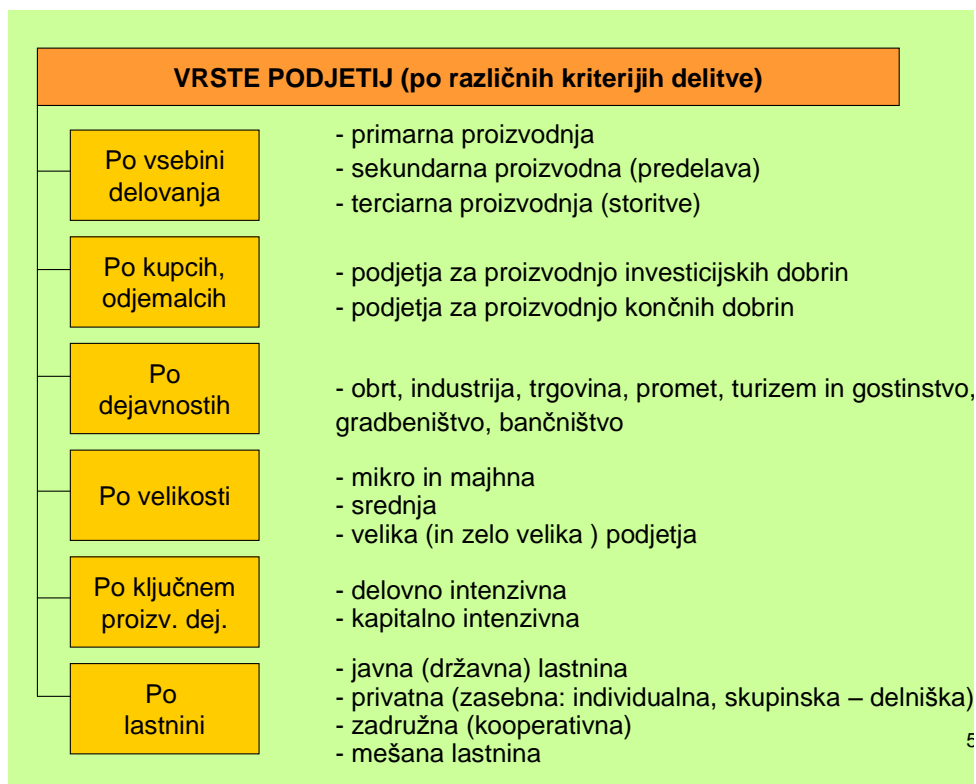 VRSTE PODJETIJ (po različnih kriterijih delitve)
Po vsebini
delovanja
- primarna proizvodnja
- sekundarna proizvodna (predelava)
- terciarna proizvodnja (storitve)
Po kupcih,
odjemalcih
- podjetja za proizvodnjo investicijskih dobrin
- podjetja za proizvodnjo končnih dobrin
Po
dejavnostih
- obrt, industrija, trgovina, promet, turizem in gostinstvo,
gradbeništvo, bančništvo
Po velikosti
- mikro in majhna
- srednja
- velika (in zelo velika ) podjetja
Po ključnem
proizv. dej.
- delovno intenzivna
- kapitalno intenzivna
Po
lastnini
- javna (državna) lastnina
- privatna (zasebna: individualna, skupinska – delniška)
- zadružna (kooperativna)
- mešana lastnina
5